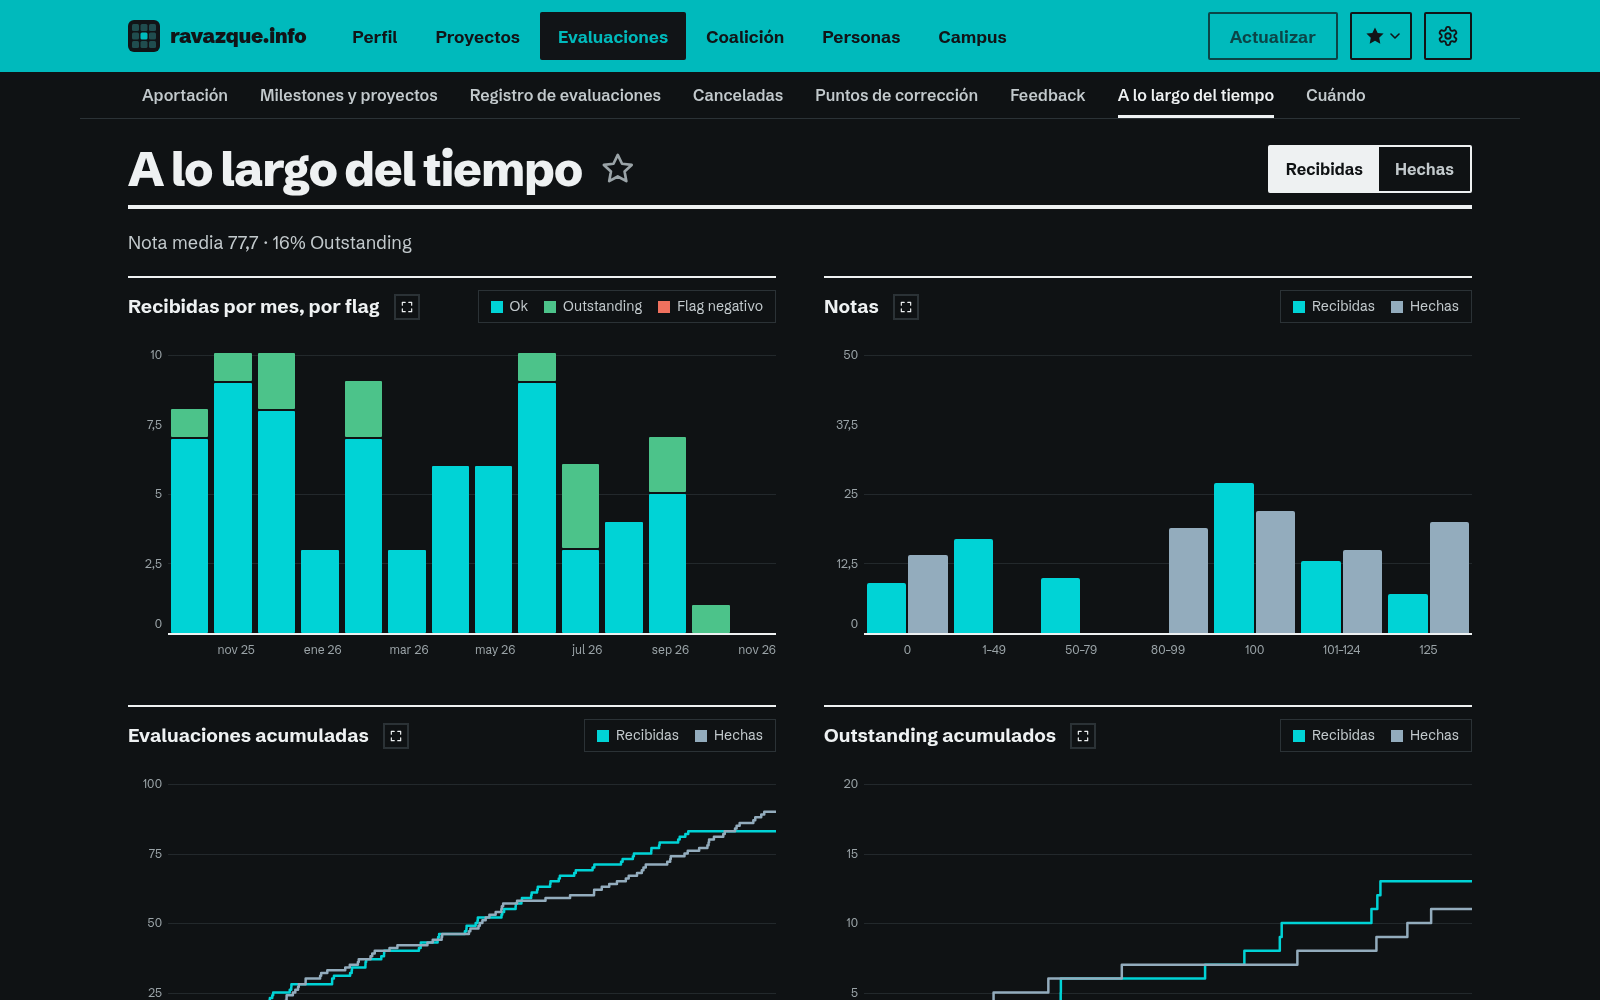 ravazque.info
Perfil
Proyectos
Evaluaciones
Coalición
Personas
Campus
Actualizar
Aportación
Milestones y proyectos
Registro de evaluaciones
Canceladas
Puntos de corrección
Feedback
A lo largo del tiempo
Cuándo
A lo largo del tiempo
Recibidas
Hechas
Nota media 77,7 · 16% Outstanding
Recibidas por mes, por flag
Ok
Outstanding
Flag negativo
10
7,5
5
2,5
0
nov 25
ene 26
mar 26
may 26
jul 26
sep 26
nov 26
Notas
Recibidas
Hechas
50
37,5
25
12,5
0
0
1-49
50-79
80-99
100
101-124
125
Evaluaciones acumuladas
Recibidas
Hechas
100
75
50
25
Outstanding acumulados
Recibidas
Hechas
20
15
10
5